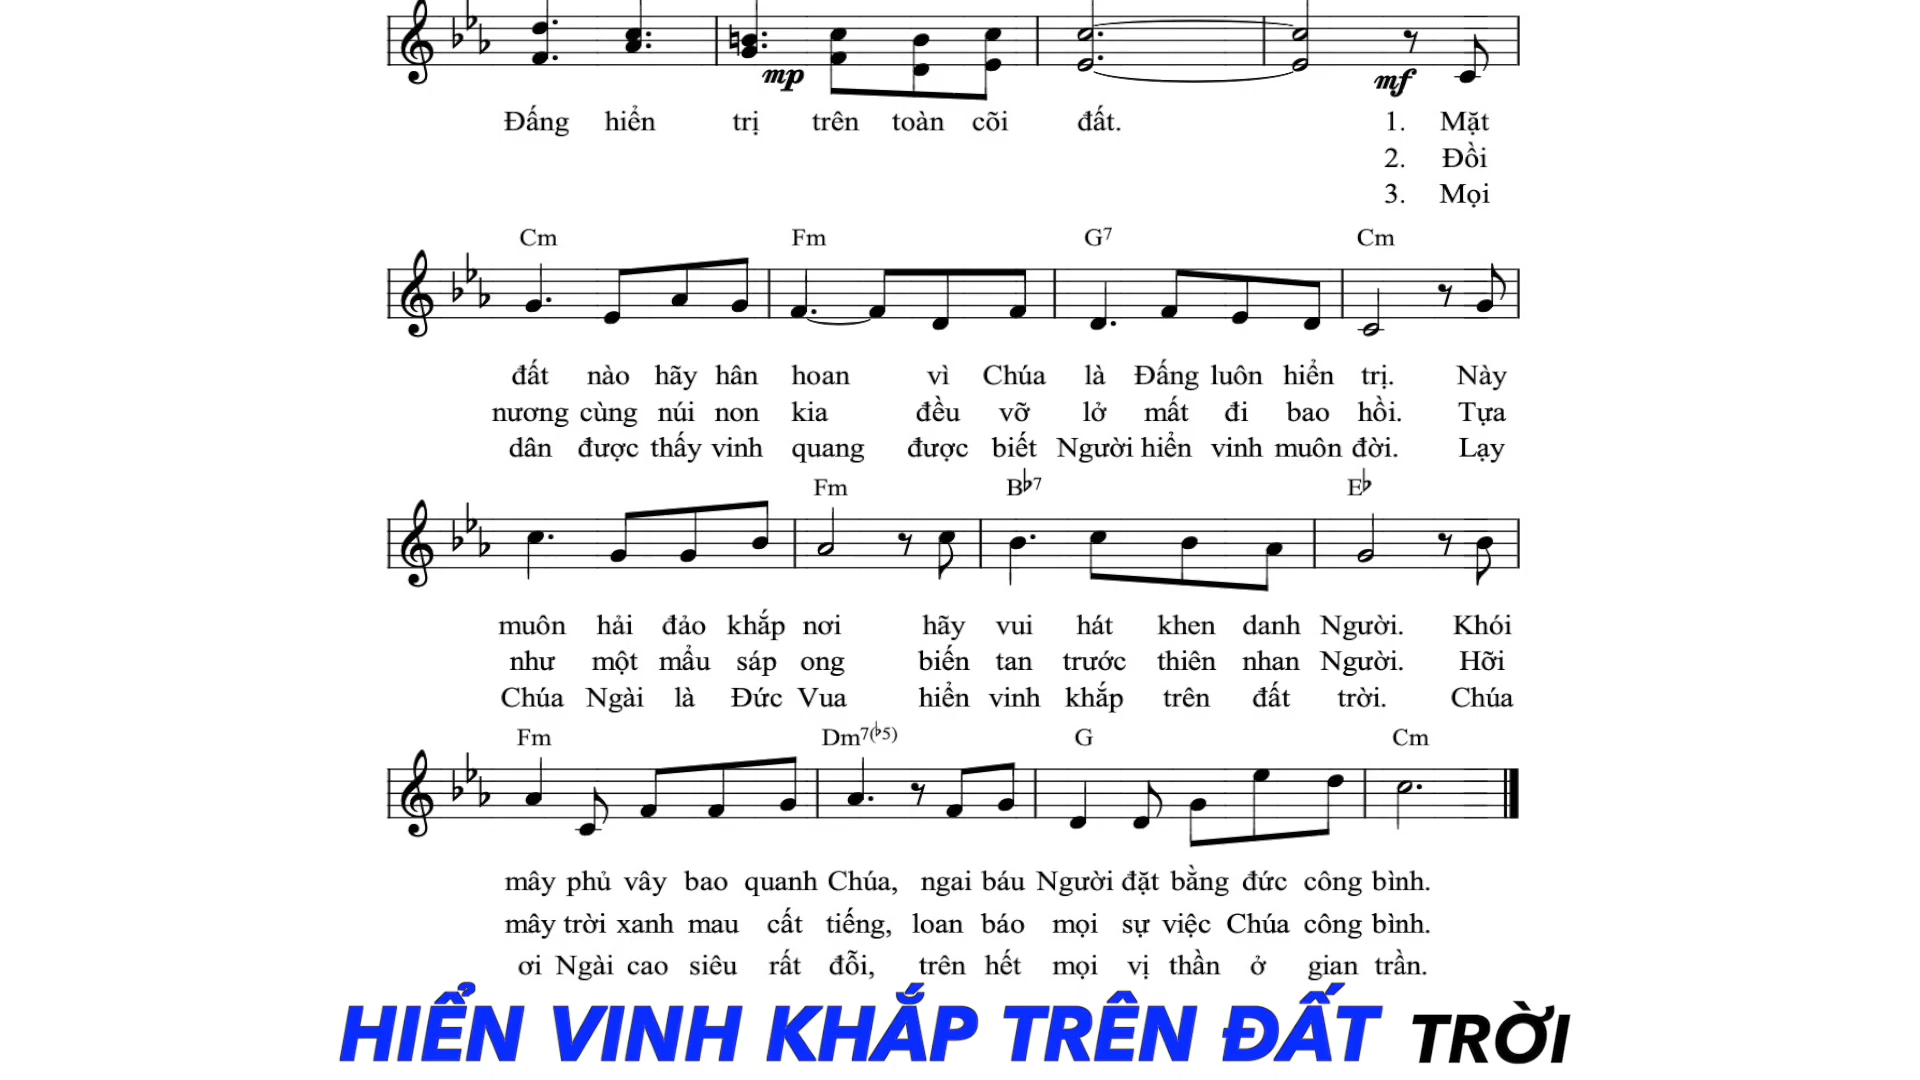 mp mf
Đấng hiển trị trên toàn cõi đất. 1. Mặt
2. Đồi
3. Mọi
Cm Fm G7 Cm
đất nào hãy hân hoan vì Chúa là Đấng luôn hiển trị. Này
nương cùng núi non kia đều vỡ lở mất đi bao hồi. Tựa
dân được thấy vinh quang được biết Người hiển vinh muôn đời. Lạy
Fm B♭7 E♭
muôn hải đảo khắp nơi hãy vui hát khen danh Người. Khói
như một mẩu sáp ong biến tan trước thiên nhan Người. Hỡi
Chúa Ngài là Đức Vua hiển vinh khắp trên đất trời. Chúa
Fm Dm7(♭5) G Cm
mây phủ vây bao quanh Chúa, ngai báu Người đặt bằng đức công bình.
mây trời xanh mau cất tiếng, loan báo mọi sự việc Chúa công bình.
ơi Ngài cao siêu rất đỗi, trên hết mọi vị thần ở gian trần.
HIỂN VINH KHẮP TRÊN ĐẤT TRỜI